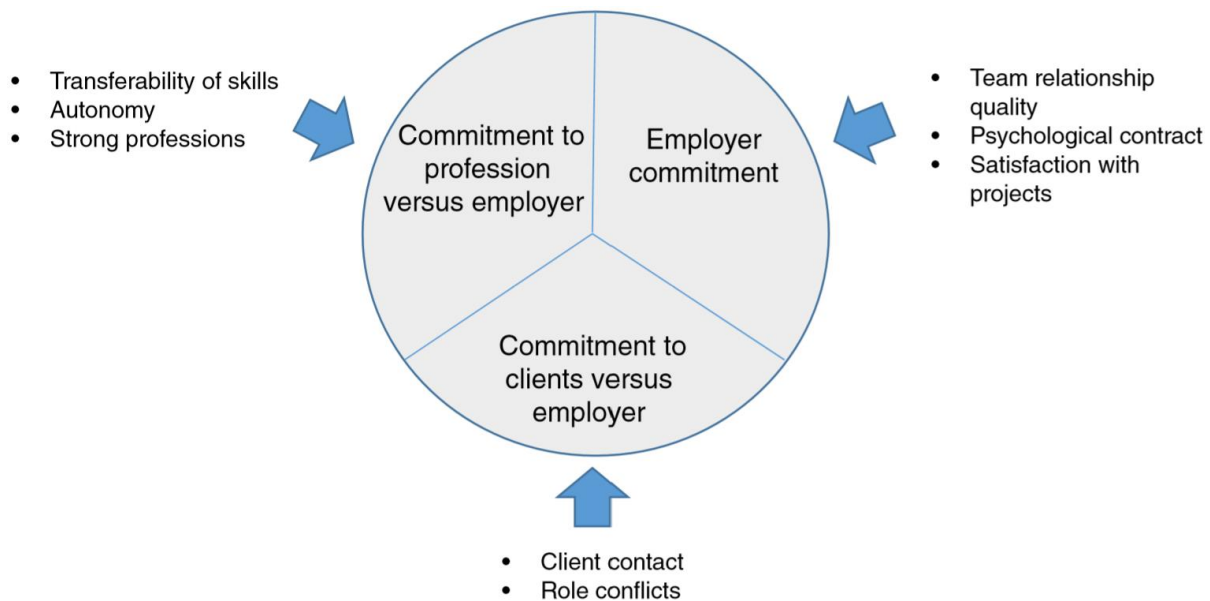 • Transferability of skills
• Autonomy
• Strong professions
Commitment to
profession
versus employer
Employer
commitment
• Team relationship
quality
• Psychological contract
• Satisfaction with
projects
Commitment to
clients versus
employer
• Client contact
• Role conflicts